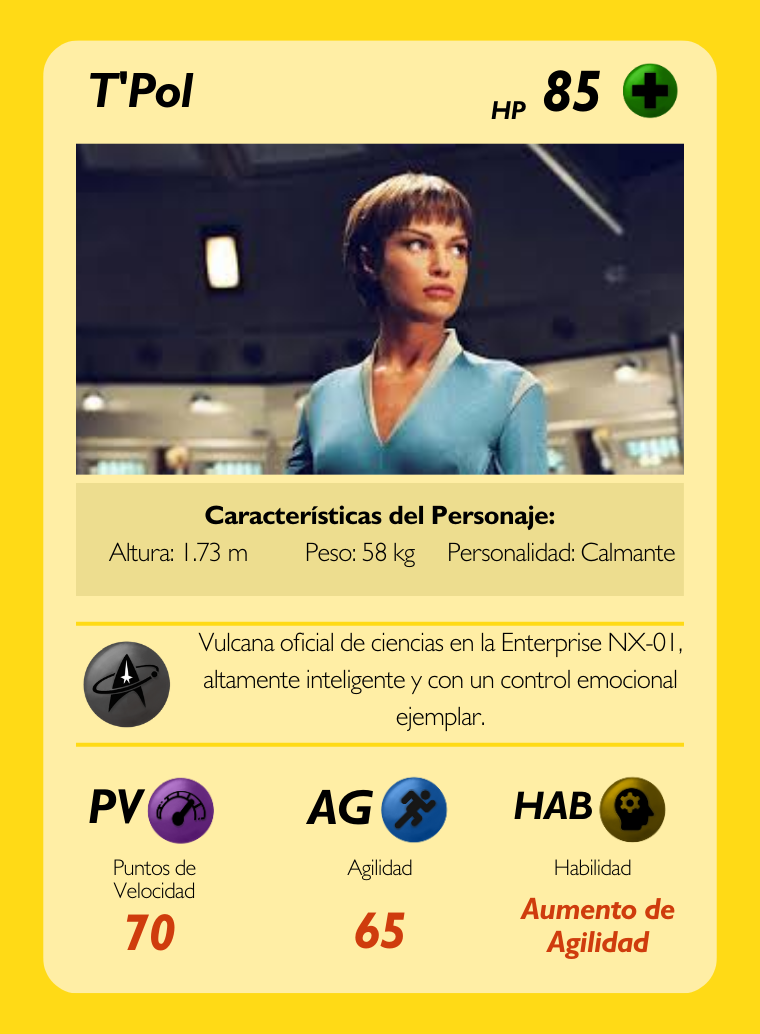 T'Pol
HP 85
Características del Personaje:
Altura: 1.73 m Peso: 58 kg Personalidad: Calmante
Vulcana oficial de ciencias en la Enterprise NX-01,
altamente inteligente y con un control emocional
ejemplar.
PV AG HAB
Puntos de Agilidad Habilidad
Velocidad
70 65 Aumento de
Agilidad